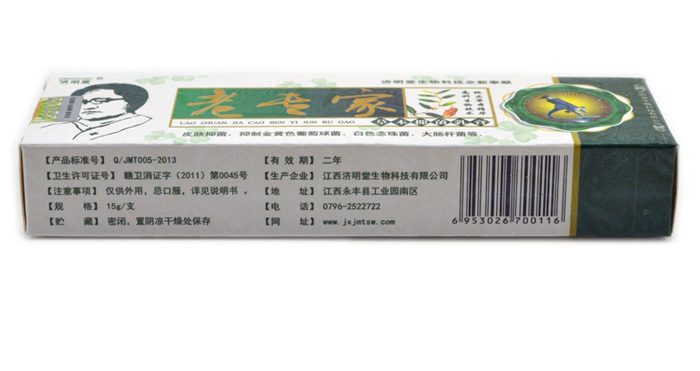 济明堂
济明堂生物科技全新奉献
老专家
LAO ZHUAN JIA CAO BEN YI JUN RU GAO
草本抑菌乳膏
皮肤抑菌，抑制金黄色葡萄球菌，白色念珠菌，大肠杆菌等。
【产品标准号】 Q/JMT005-2013
【卫生许可证号】 赣卫消证字（2011）第0045号
【注意事项】 仅供外用，忌口服，详见说明书。
【规 格】 15g/支
【贮 藏】 密闭，置阴凉干燥处保存
【有 效 期】 二年
【生产企业】 江西济明堂生物科技有限公司
【地 址】 江西永丰县工业园南区
【电 话】 0796-2522722
【网 址】 www.jxjmtsw.com
6 953026 700116